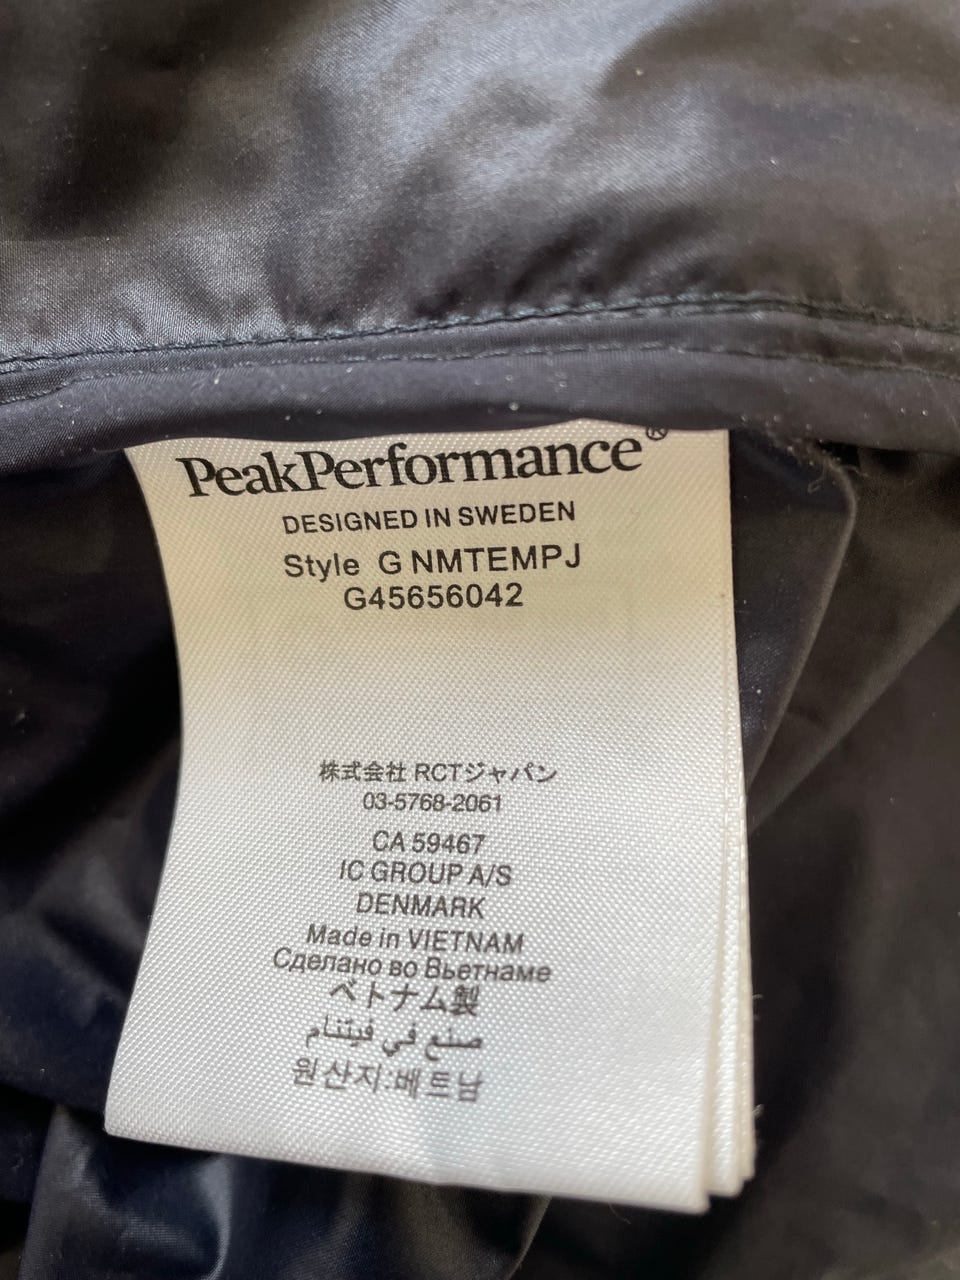 PeakPerformance®
DESIGNED IN SWEDEN
Style G NMTEMPJ
G45656042
株式会社 RCTジャパン
03-5768-2061
CA 59467
IC GROUP A/S
DENMARK
Made in VIETNAM
Сделано во Вьетнаме
ベトナム製
صنع في فيتنام
원산지:베트남